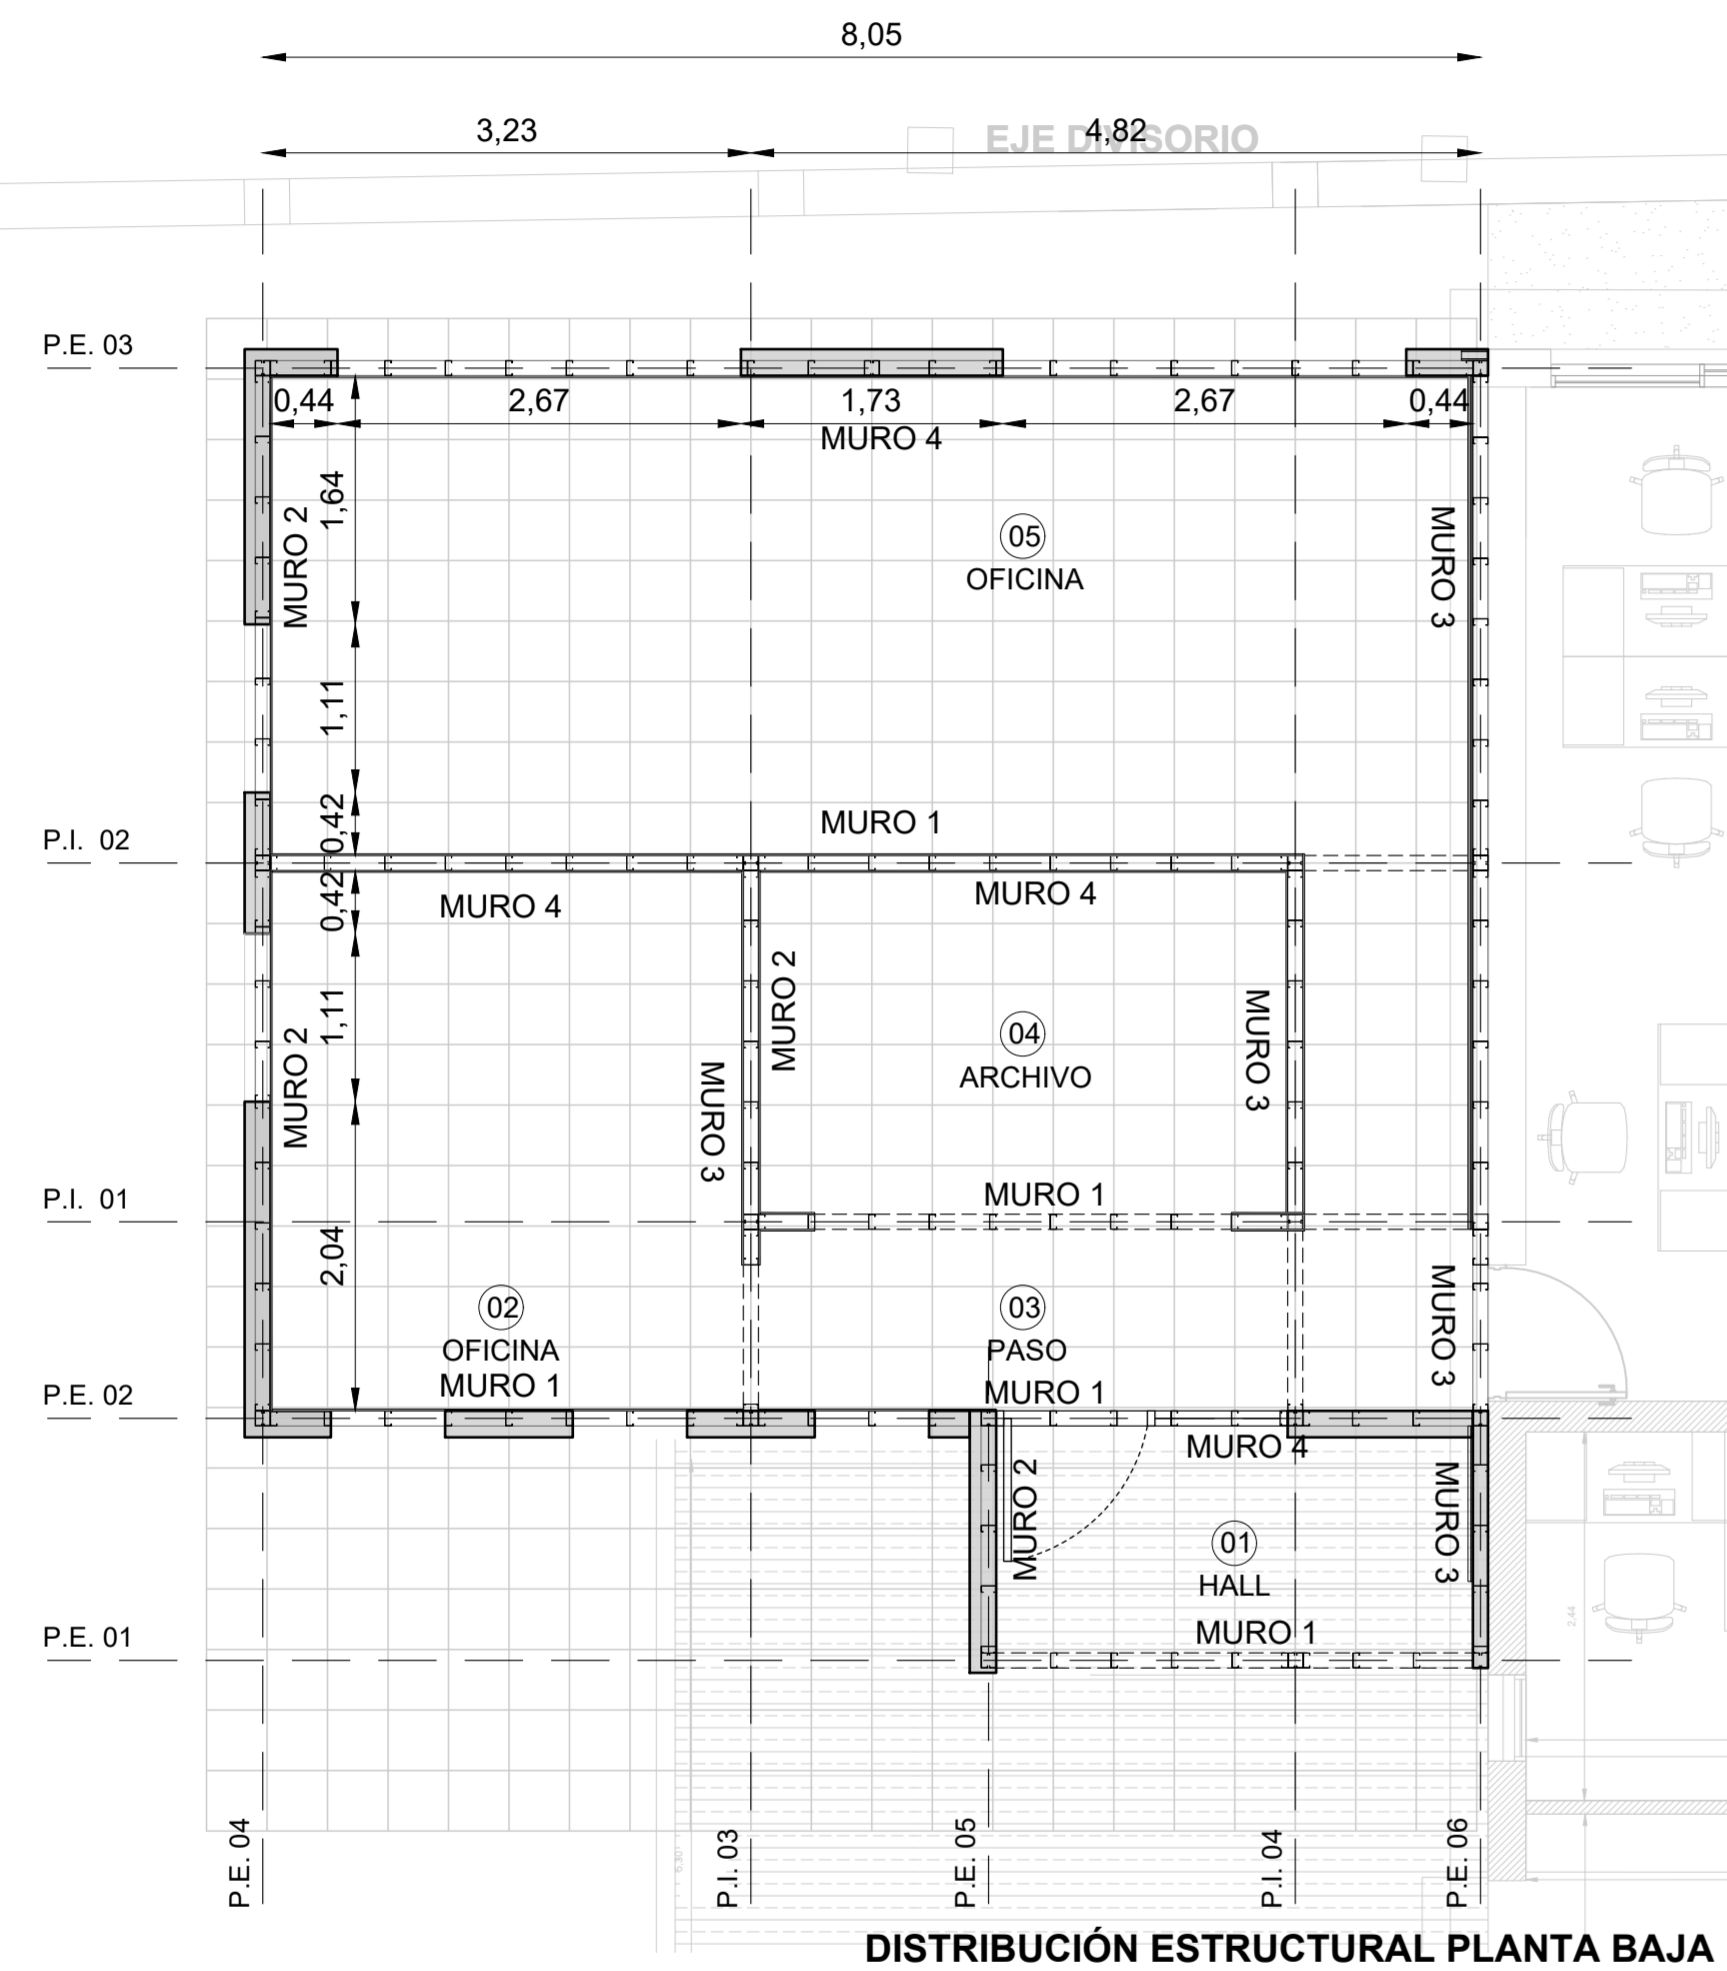 8,05
3,23
4,82
EJE DIVISORIO
P.E. 03
0,44
2,67
1,73
2,67
0,44
MURO 4
1,64
MURO 2
05
OFICINA
MURO 3
1,11
0,42
MURO 1
P.I. 02
0,42
MURO 4
MURO 4
MURO 2
1,11
MURO 2
04
ARCHIVO
MURO 3
MURO 3
MURO 1
P.I. 01
2,04
02
OFICINA
MURO 1
03
PASO
MURO 1
MURO 3
P.E. 02
MURO 4
MURO 2
01
HALL
MURO 3
2.44
MURO 1
P.E. 01
P.E. 04
P.I. 03
P.E. 05
P.I. 04
P.E. 06
DISTRIBUCIÓN ESTRUCTURAL PLANTA BAJA